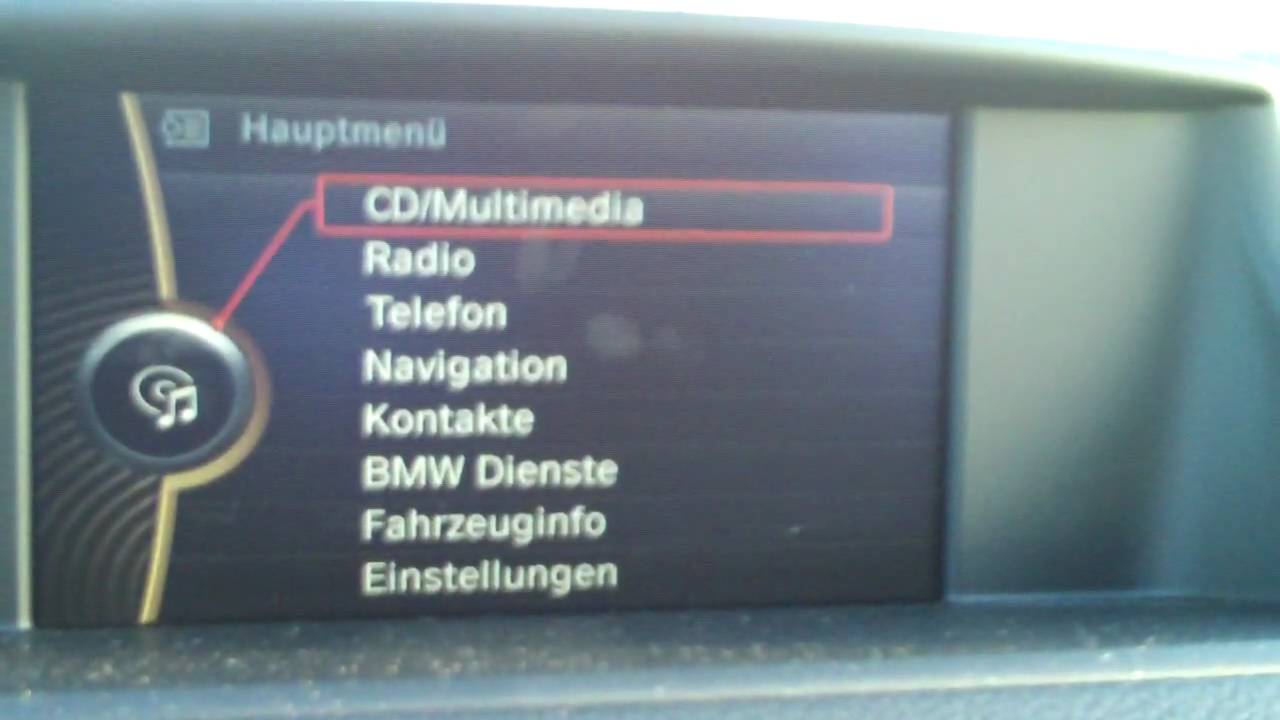 Hauptmenü
CD/Multimedia
Radio
Telefon
Navigation
Kontakte
BMW Dienste
Fahrzeuginfo
Einstellungen